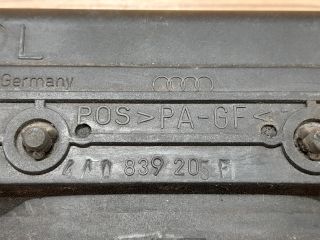 L
Germany
POS>PA-GF<
4A0 839 205